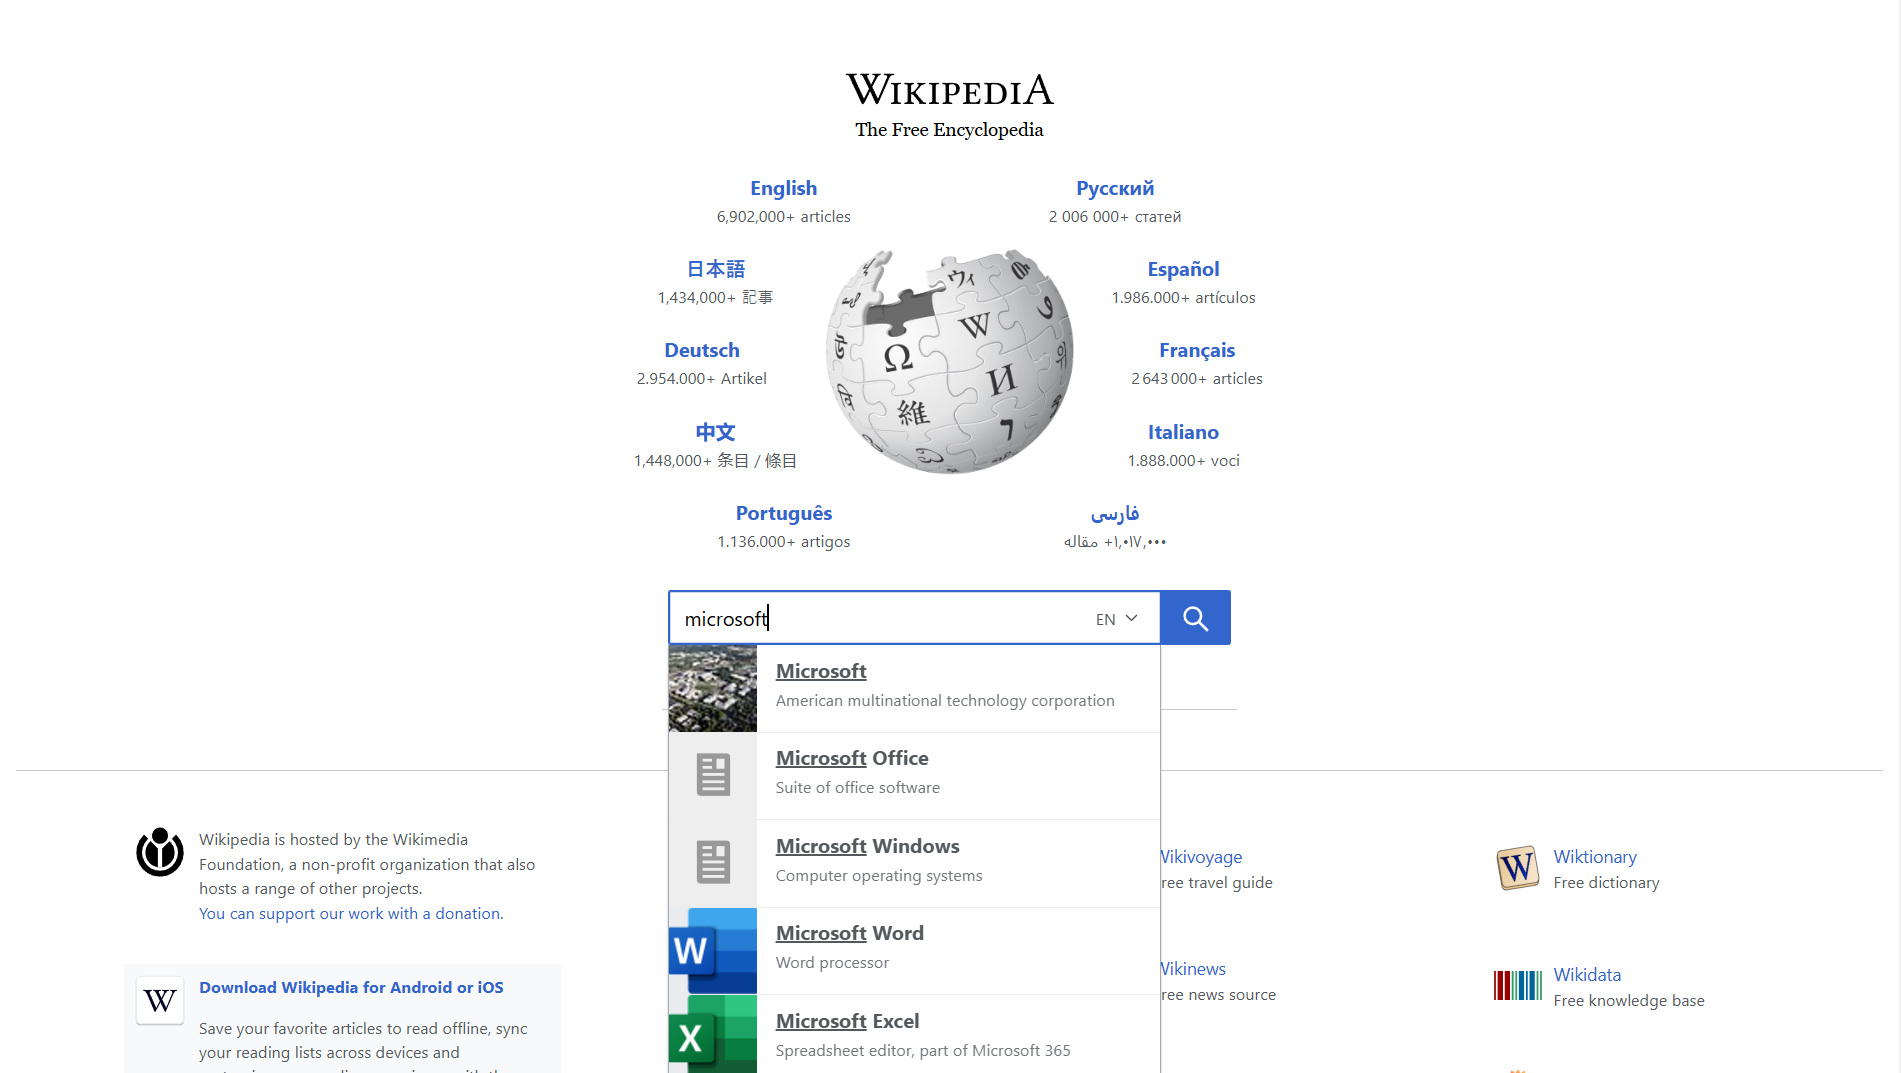 WIKIPEDIA
The Free Encyclopedia
English
6,902,000+ articles
Русский
2 006 000+ статей
日本語
1,434,000+ 記事
Español
1.986.000+ artículos
Deutsch
2.954.000+ Artikel
Français
2 643 000+ articles
中文
1,448,000+ 条目 / 條目
Italiano
1.888.000+ voci
Português
1.136.000+ artigos
فارسی
۱٬۰۱۷٬۰۰۰+ مقاله
Ω
W
И
維
ウィ
microsoft
EN
Microsoft
American multinational technology corporation
Microsoft Office
Suite of office software
Microsoft Windows
Computer operating systems
W
Microsoft Word
Word processor
X
Microsoft Excel
Spreadsheet editor, part of Microsoft 365
Wikipedia is hosted by the Wikimedia
Foundation, a non-profit organization that also
hosts a range of other projects.
You can support our work with a donation.
W
Download Wikipedia for Android or iOS
Save your favorite articles to read offline, sync
your reading lists across devices and
Wikivoyage
ree travel guide
W
Wiktionary
Free dictionary
Wikinews
ree news source
Wikidata
Free knowledge base